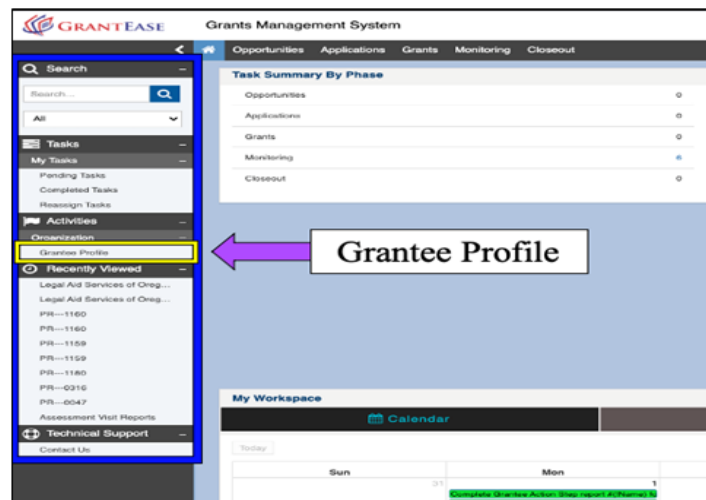 GRANTEASE Grants Management System
Opportunities Applications Grants Monitoring Closeout
Search
Search...
All
Tasks
My Tasks
Pending Tasks
Completed Tasks
Reassign Tasks
Activities
Organization
Grantee Profile
Recently Viewed
Legal Aid Services of Oreg...
Legal Aid Services of Oreg...
PR---1160
PR---1160
PR---1159
PR---1159
PR---1180
PR---0316
PR---0047
Assessment Visit Reports
Technical Support
Contact Us
Task Summary By Phase
Opportunities 0
Applications 0
Grants 0
Monitoring 6
Closeout 0
Grantee Profile
My Workspace
Calendar
Today
Sun Mon
31 1
Complete Grantee Action Step report #(!Name)